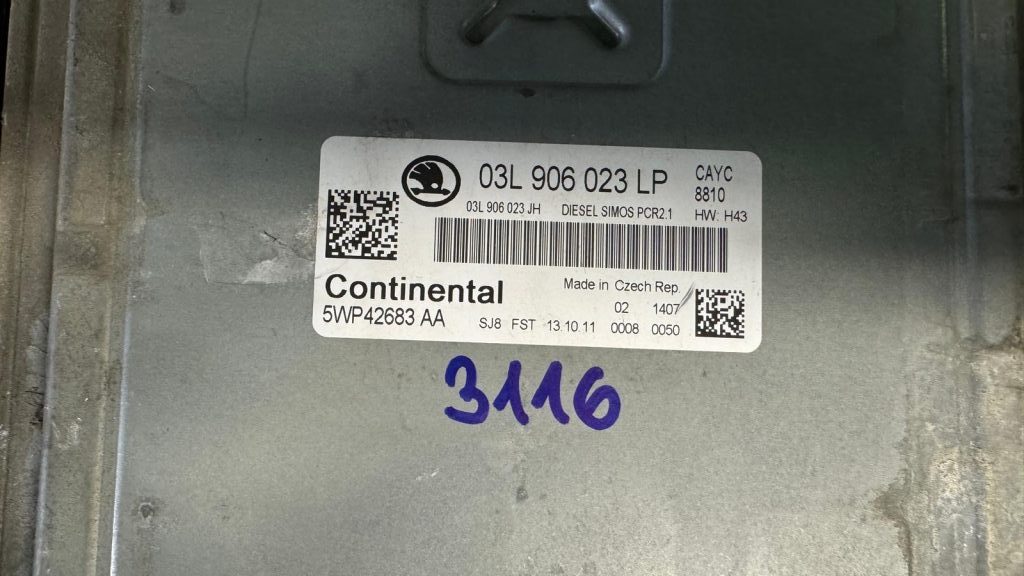 03L 906 023 LP
CAYC
8810
03L 906 023 JH DIESEL SIMOS PCR2.1 HW: H43
Continental
Made in Czech Rep.
5WP42683 AA
02 1407
SJ8 FST 13.10.11 0008 0050
3116